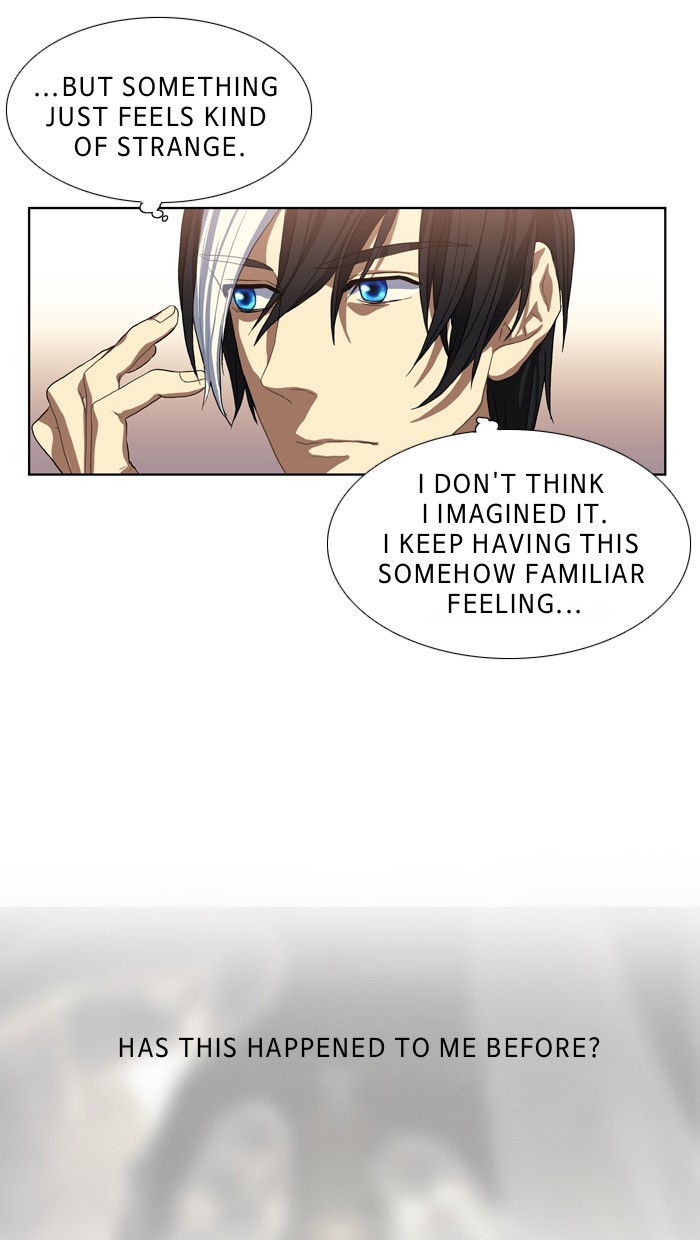 ...BUT SOMETHING
JUST FEELS KIND
OF STRANGE.
I DON'T THINK
I IMAGINED IT.
I KEEP HAVING THIS
SOMEHOW FAMILIAR
FEELING...
HAS THIS HAPPENED TO ME BEFORE?